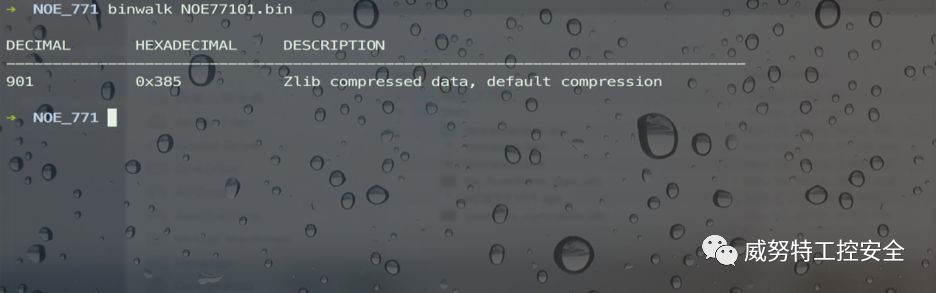 ➜ NOE_771 binwalk NOE77101.bin
DECIMAL HEXADECIMAL DESCRIPTION
--------------------------------------------------------------------------------
901 0x385 Zlib compressed data, default compression
➜ NOE_771
威努特工控安全